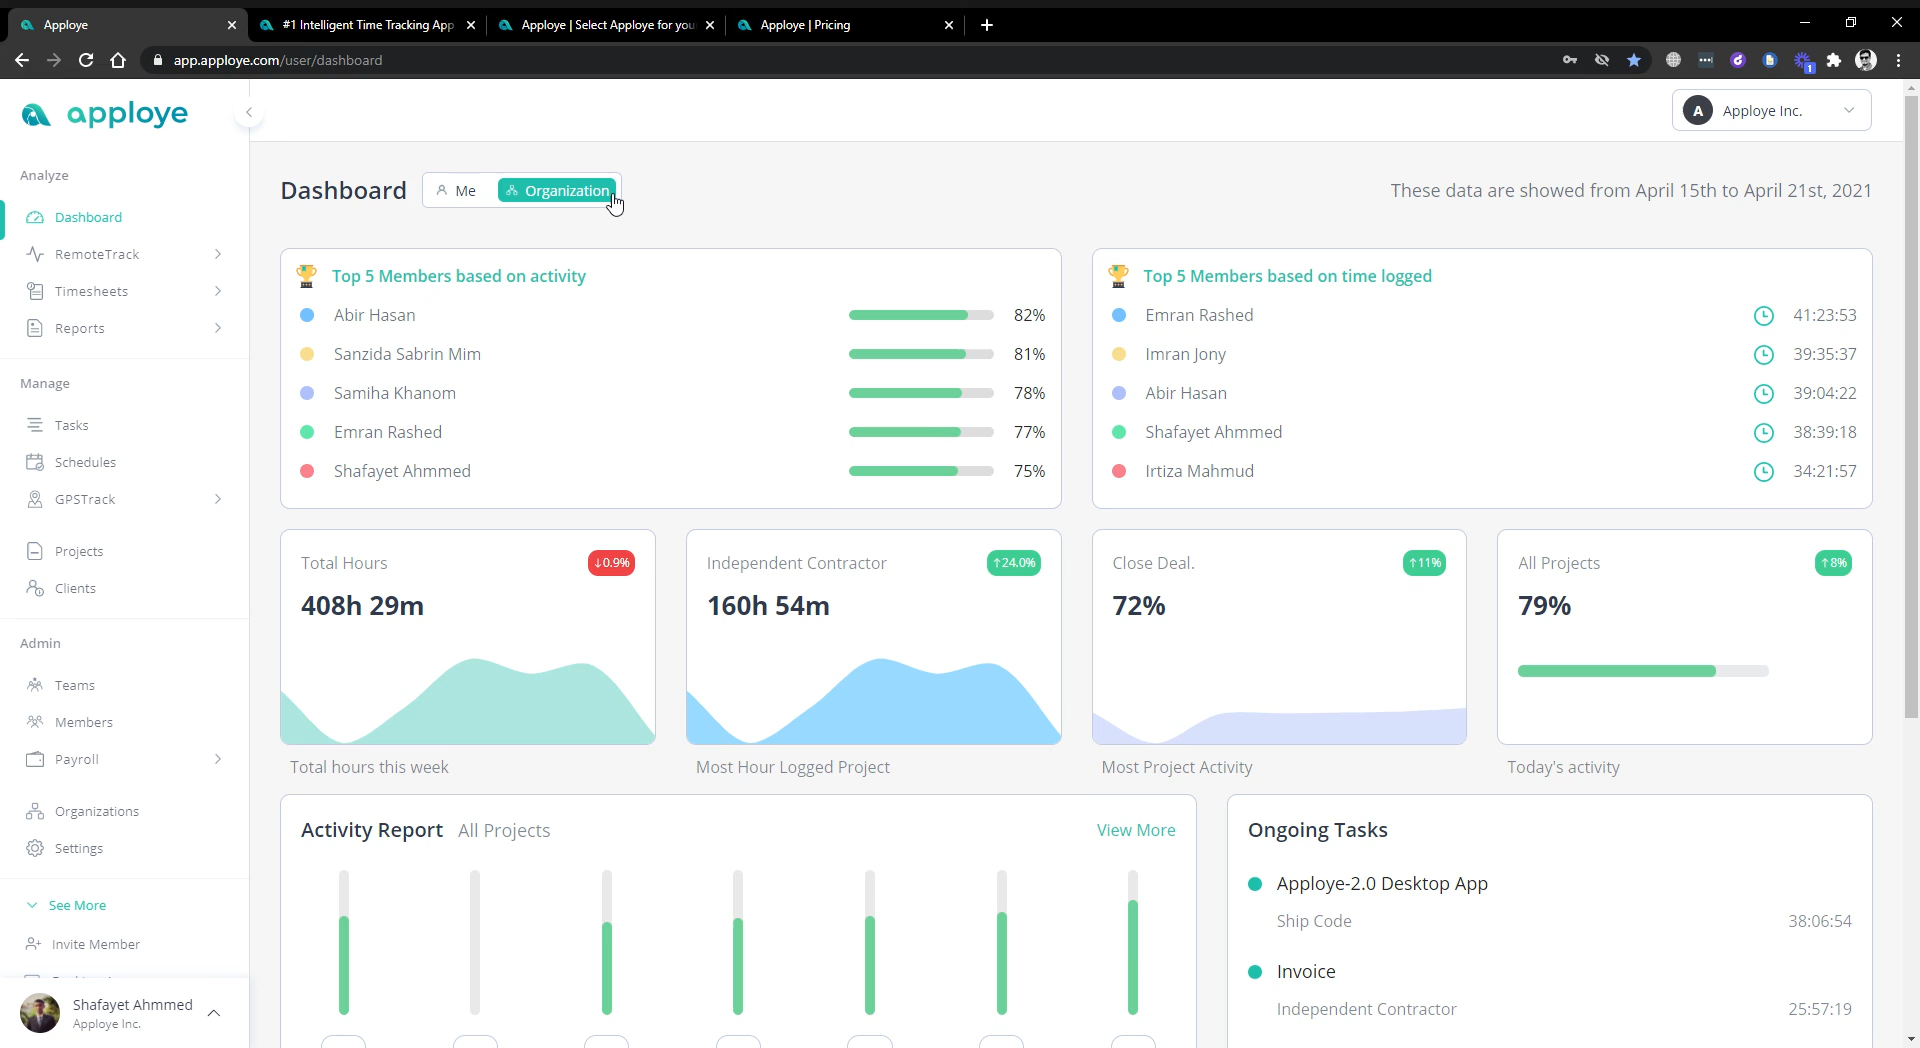 Apploye
#1 Intelligent Time Tracking App
Apploye | Select Apploye for you
Apploye | Pricing
app.apploye.com/user/dashboard
1
apploye
A Apploye Inc.
Analyze
Dashboard
RemoteTrack
Timesheets
Reports
Manage
Tasks
Schedules
GPSTrack
Projects
Clients
Admin
Teams
Members
Payroll
Organizations
Settings
See More
Invite Member
Shafayet Ahmmed
Apploye Inc.
Dashboard Me Organization
These data are showed from April 15th to April 21st, 2021
Top 5 Members based on activity
Abir Hasan 82%
Sanzida Sabrin Mim 81%
Samiha Khanom 78%
Emran Rashed 77%
Shafayet Ahmmed 75%
Top 5 Members based on time logged
Emran Rashed 41:23:53
Imran Jony 39:35:37
Abir Hasan 39:04:22
Shafayet Ahmmed 38:39:18
Irtiza Mahmud 34:21:57
Total Hours ↓0.9%
408h 29m
Total hours this week
Independent Contractor ↑24.0%
160h 54m
Most Hour Logged Project
Close Deal. ↑11%
72%
Most Project Activity
All Projects ↑8%
79%
Today's activity
Activity Report All Projects View More
Ongoing Tasks
Apploye-2.0 Desktop App
Ship Code 38:06:54
Invoice
Independent Contractor 25:57:19